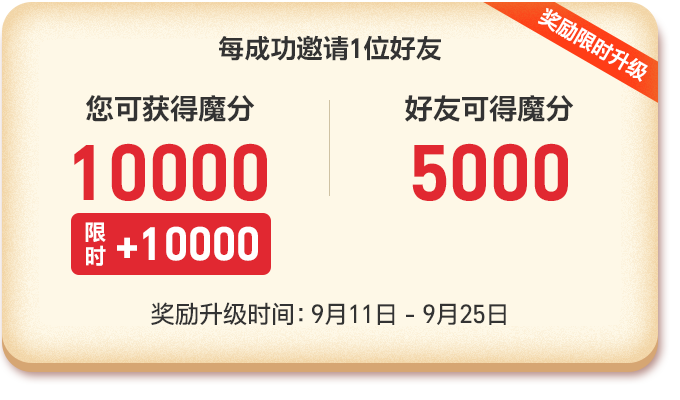 奖励限时升级
每成功邀请1位好友
您可获得魔分
10000
限时 +10000
好友可得魔分
5000
奖励升级时间: 9月11日 - 9月25日